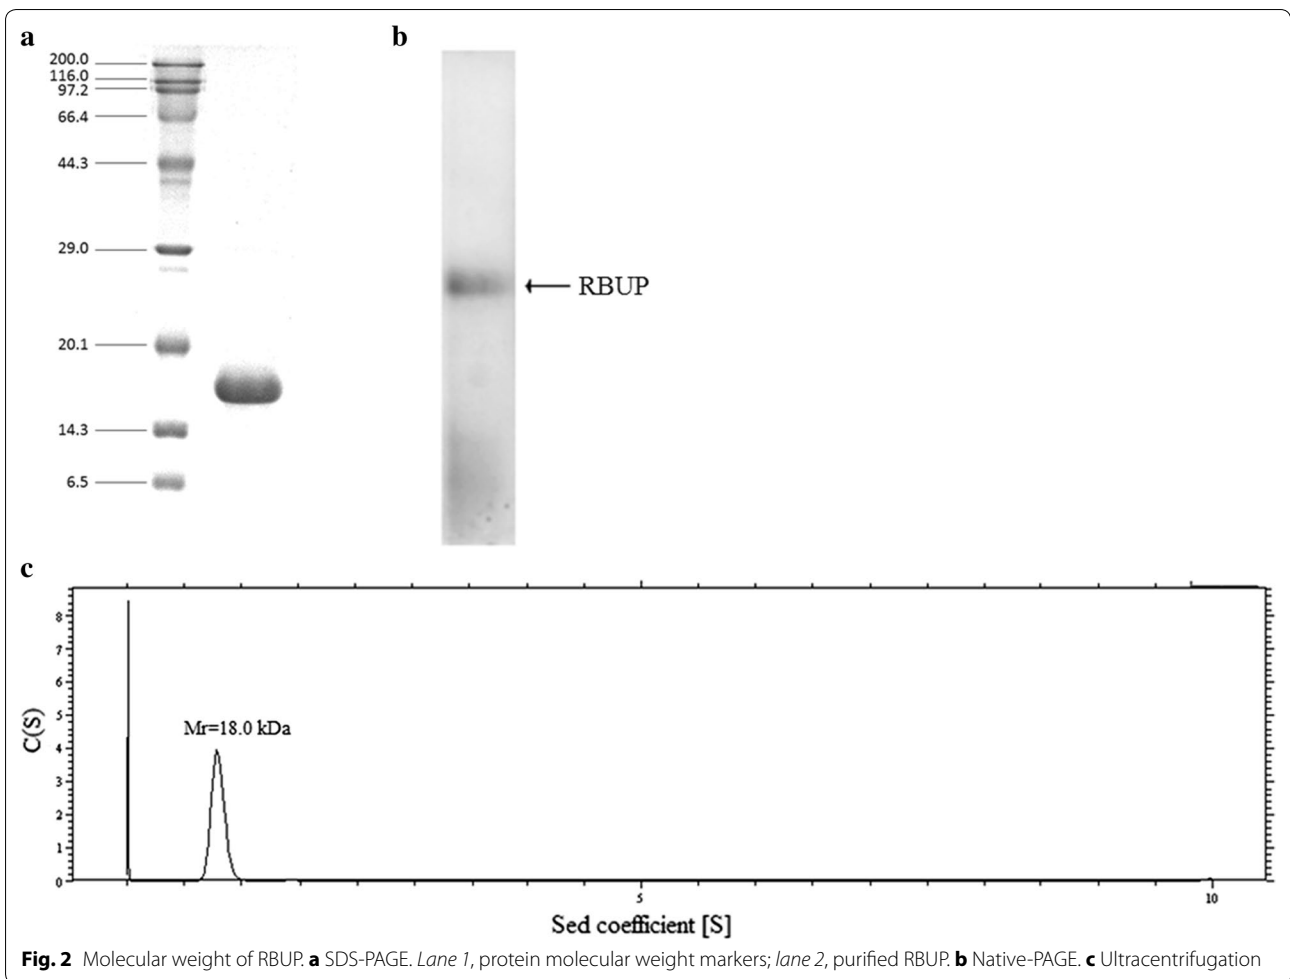 a
b
200.0
116.0
97.2
66.4
44.3
29.0
20.1
14.3
6.5
RBUP
c
8
7
6
5
4
3
2
1
0
C(S)
Mr=18.0 kDa
5
10
Sed coefficient [S]
Fig. 2 Molecular weight of RBUP. a SDS-PAGE. Lane 1, protein molecular weight markers; lane 2, purified RBUP. b Native-PAGE. c Ultracentrifugation